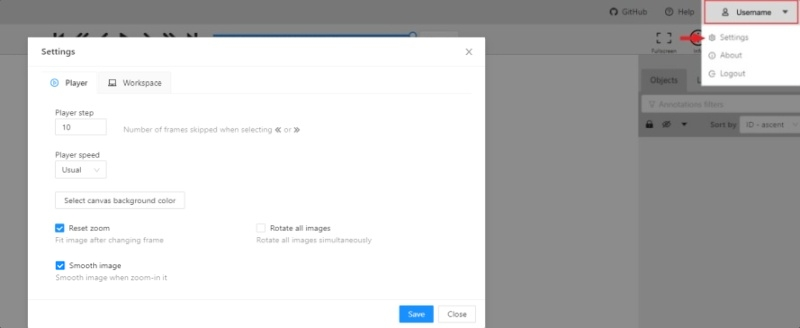 GitHub
Help
Username
Settings
About
Logout
Fullscreen
Objects
Annotations filters
Sort by
ID - ascent
Settings
Player
Workspace
Player step
10
Number of frames skipped when selecting « or »
Player speed
Usual
Select canvas background color
Reset zoom
Fit image after changing frame
Rotate all images
Rotate all images simultaneously
Smooth image
Smooth image when zoom-in it
Save
Close